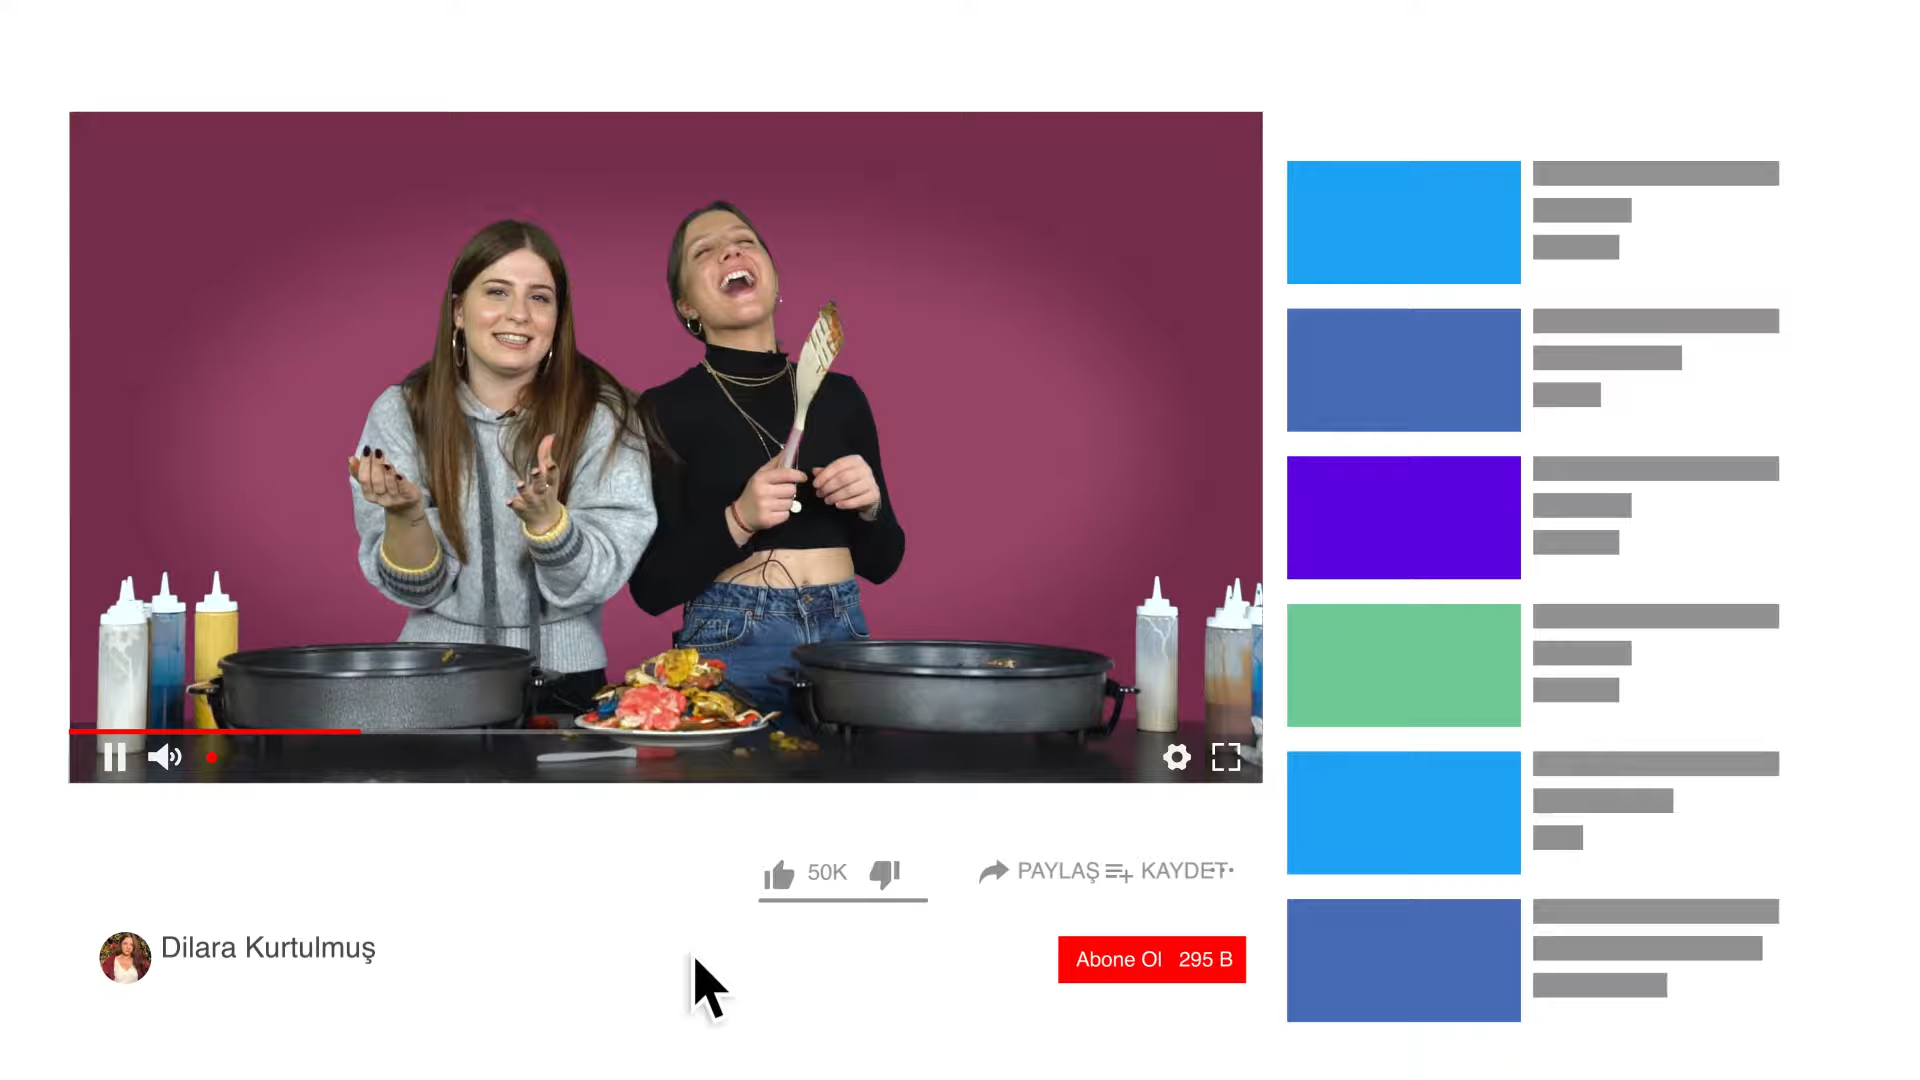 50K
PAYLAŞ
KAYDET
Dilara Kurtulmuş
Abone Ol 295 B